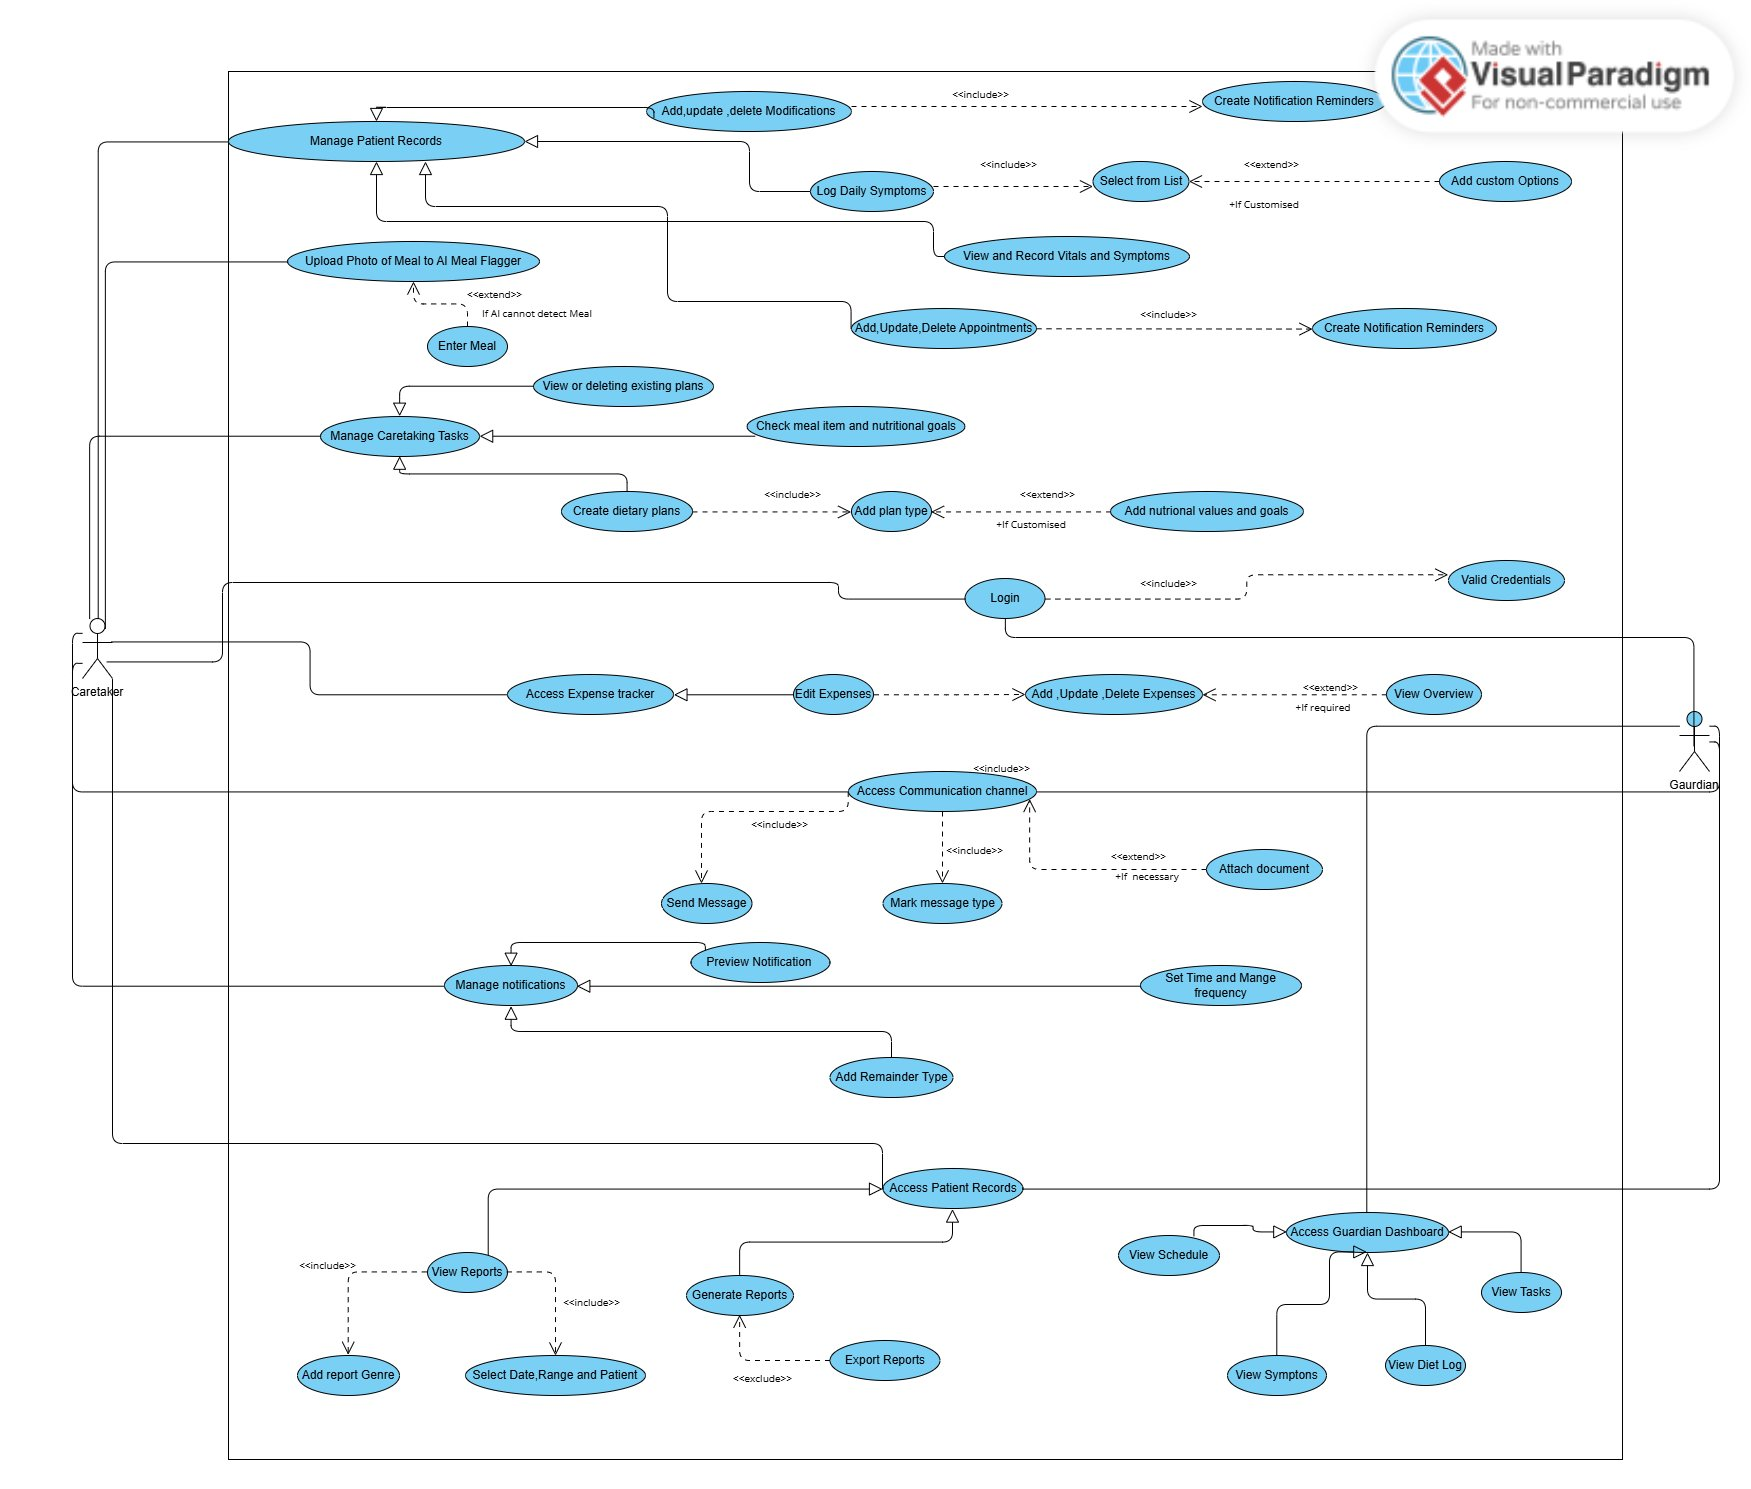 Made with
Visual Paradigm
For non-commercial use
Add,update ,delete Modifications
<<include>>
Create Notification Reminders
Manage Patient Records
Log Daily Symptoms
<<include>>
Select from List
<<extend>>
+If Customised
Add custom Options
View and Record Vitals and Symptoms
Upload Photo of Meal to AI Meal Flagger
<<extend>>
If AI cannot detect Meal
Enter Meal
Add,Update,Delete Appointments
<<include>>
Create Notification Reminders
View or deleting existing plans
Manage Caretaking Tasks
Check meal item and nutritional goals
Create dietary plans
<<include>>
Add plan type
<<extend>>
+If Customised
Add nutrional values and goals
Login
<<include>>
Valid Credentials
Caretaker
Access Expense tracker
Edit Expenses
Add ,Update ,Delete Expenses
<<extend>>
+If required
View Overview
Gaurdian
<<include>>
Access Communication channel
<<include>>
<<include>>
<<extend>>
+If  necessary
Attach document
Send Message
Mark message type
Preview Notification
Manage notifications
Set Time and Mange
frequency
Add Remainder Type
Access Patient Records
Access Guardian Dashboard
View Schedule
View Tasks
<<include>>
View Reports
<<include>>
Generate Reports
Export Reports
<<exclude>>
Add report Genre
Select Date,Range and Patient
View Symptons
View Diet Log